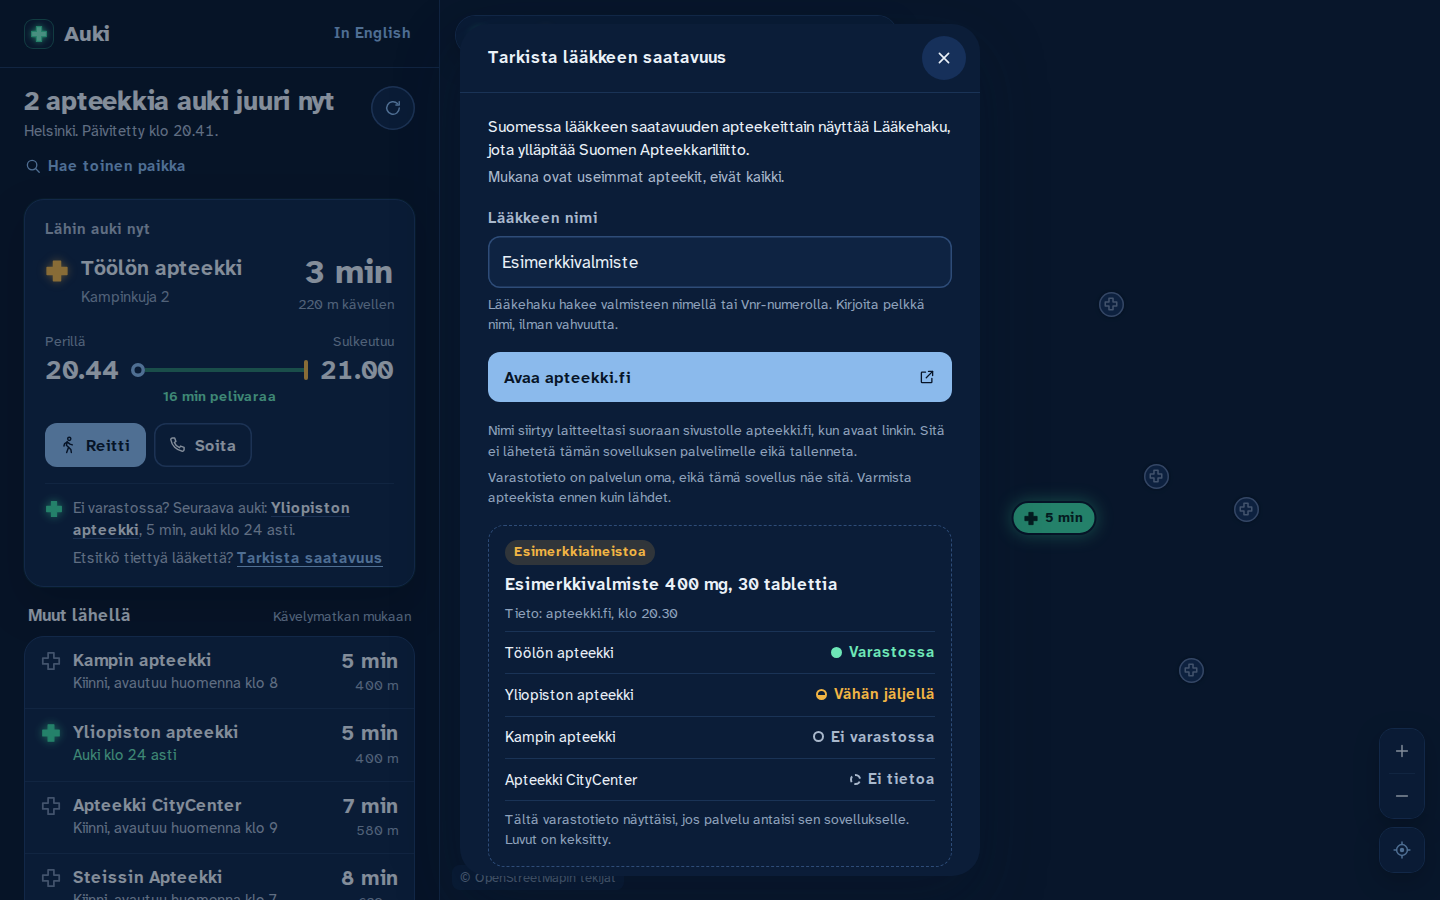 Auki
In English
2 apteekkia auki juuri nyt
Helsinki. Päivitetty klo 20.41.
Hae toinen paikka
Lähin auki nyt
Töölön apteekki
3 min
Kampinkuja 2
220 m kävellen
Perillä
Sulkeutuu
20.44
21.00
16 min pelivaraa
Reitti
Soita
Ei varastossa? Seuraava auki: Yliopiston
apteekki, 5 min, auki klo 24 asti.
Etsitkö tiettyä lääkettä? Tarkista saatavuus
Muut lähellä
Kävelymatkan mukaan
Kampin apteekki
5 min
Kiinni, avautuu huomenna klo 8
400 m
Yliopiston apteekki
5 min
Auki klo 24 asti
400 m
Apteekki CityCenter
7 min
Kiinni, avautuu huomenna klo 9
580 m
Steissin Apteekki
8 min
Kiinni, avautuu huomenna klo 7
Tarkista lääkkeen saatavuus
Suomessa lääkkeen saatavuuden apteekeittain näyttää Lääkehaku,
jota ylläpitää Suomen Apteekkariliitto.
Mukana ovat useimmat apteekit, eivät kaikki.
Lääkkeen nimi
Esimerkkivalmiste
Lääkehaku hakee valmisteen nimellä tai Vnr-numerolla. Kirjoita pelkkä
nimi, ilman vahvuutta.
Avaa apteekki.fi
Nimi siirtyy laitteeltasi suoraan sivustolle apteekki.fi, kun avaat linkin. Sitä
ei lähetetä tämän sovelluksen palvelimelle eikä tallenneta.
Varastotieto on palvelun oma, eikä tämä sovellus näe sitä. Varmista
apteekista ennen kuin lähdet.
Esimerkkiaineistoa
Esimerkkivalmiste 400 mg, 30 tablettia
Tieto: apteekki.fi, klo 20.30
Töölön apteekki
Varastossa
Yliopiston apteekki
Vähän jäljellä
Kampin apteekki
Ei varastossa
Apteekki CityCenter
Ei tietoa
Tältä varastotieto näyttäisi, jos palvelu antaisi sen sovellukselle.
Luvut on keksitty.
© OpenStreetMapin tekijät
5 min